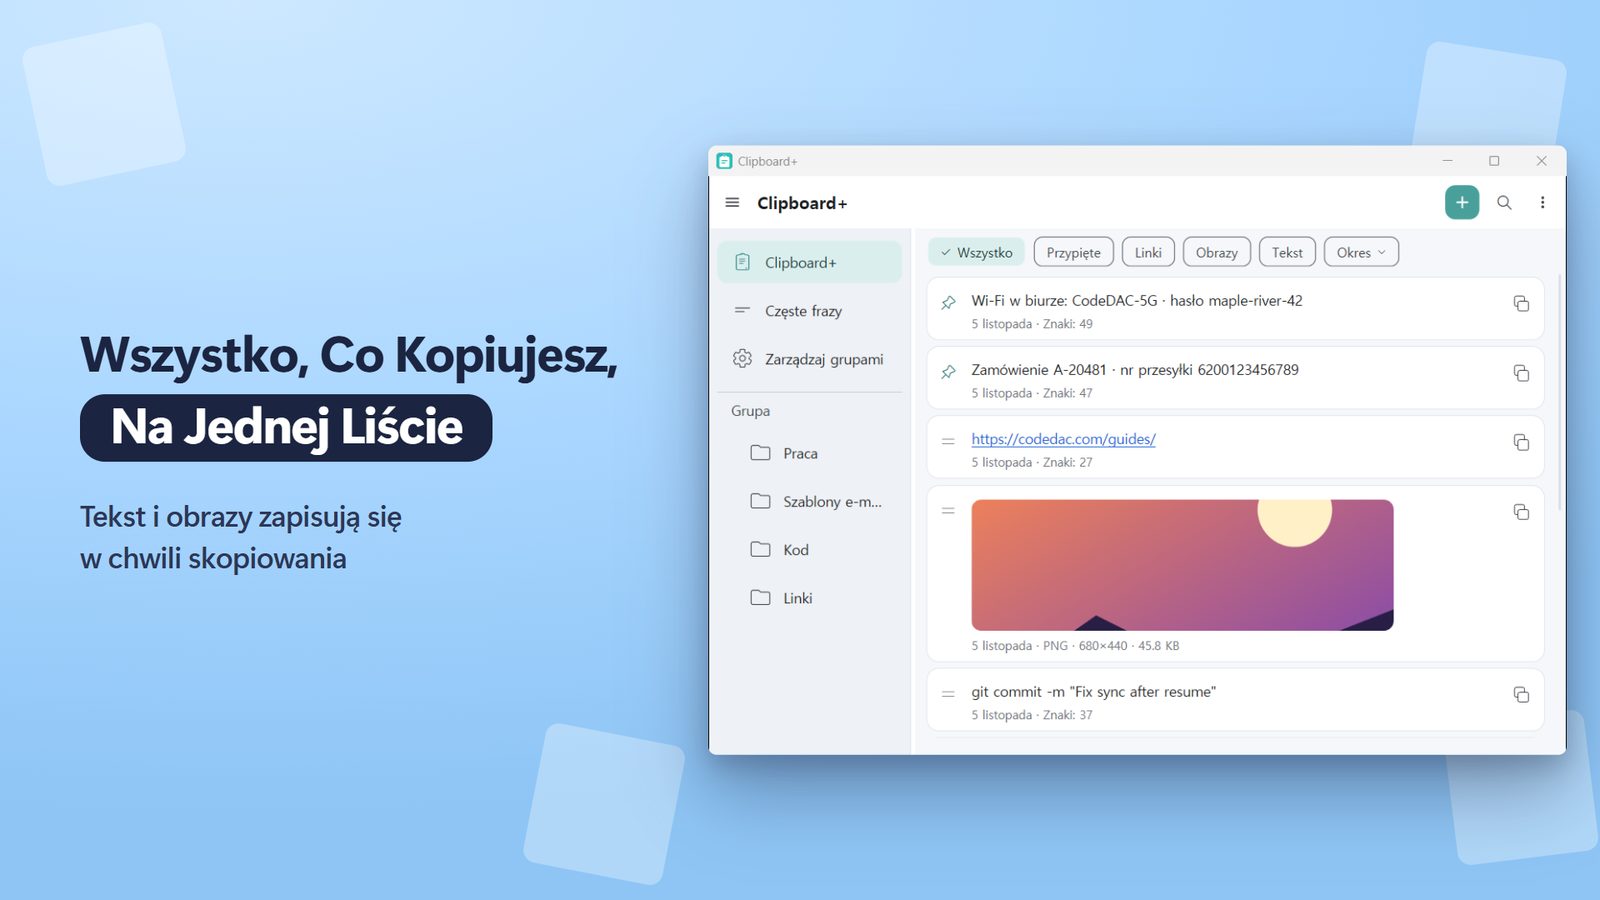 Wszystko, Co Kopiujesz,
Na Jednej Liście
Tekst i obrazy zapisują się
w chwili skopiowania
Clipboard+
Clipboard+
Clipboard+
Częste frazy
Zarządzaj grupami
Grupa
Praca
Szablony e-m...
Kod
Linki
Wszystko
Przypięte
Linki
Obrazy
Tekst
Okres
Wi-Fi w biurze: CodeDAC-5G · hasło maple-river-42
5 listopada · Znaki: 49
Zamówienie A-20481 · nr przesyłki 6200123456789
5 listopada · Znaki: 47
https://codedac.com/guides/
5 listopada · Znaki: 27
5 listopada · PNG · 680×440 · 45.8 KB
git commit -m "Fix sync after resume"
5 listopada · Znaki: 37